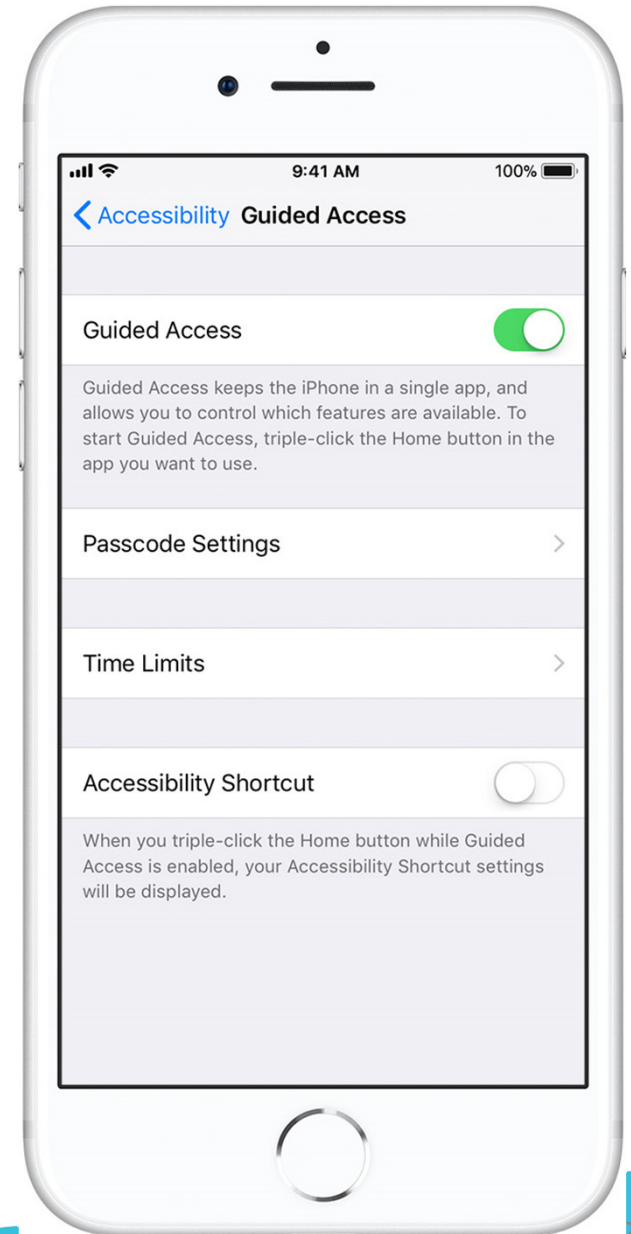 9:41 AM 100%
Accessibility Guided Access
Guided Access
Guided Access keeps the iPhone in a single app, and
allows you to control which features are available. To
start Guided Access, triple-click the Home button in the
app you want to use.
Passcode Settings
Time Limits
Accessibility Shortcut
When you triple-click the Home button while Guided
Access is enabled, your Accessibility Shortcut settings
will be displayed.